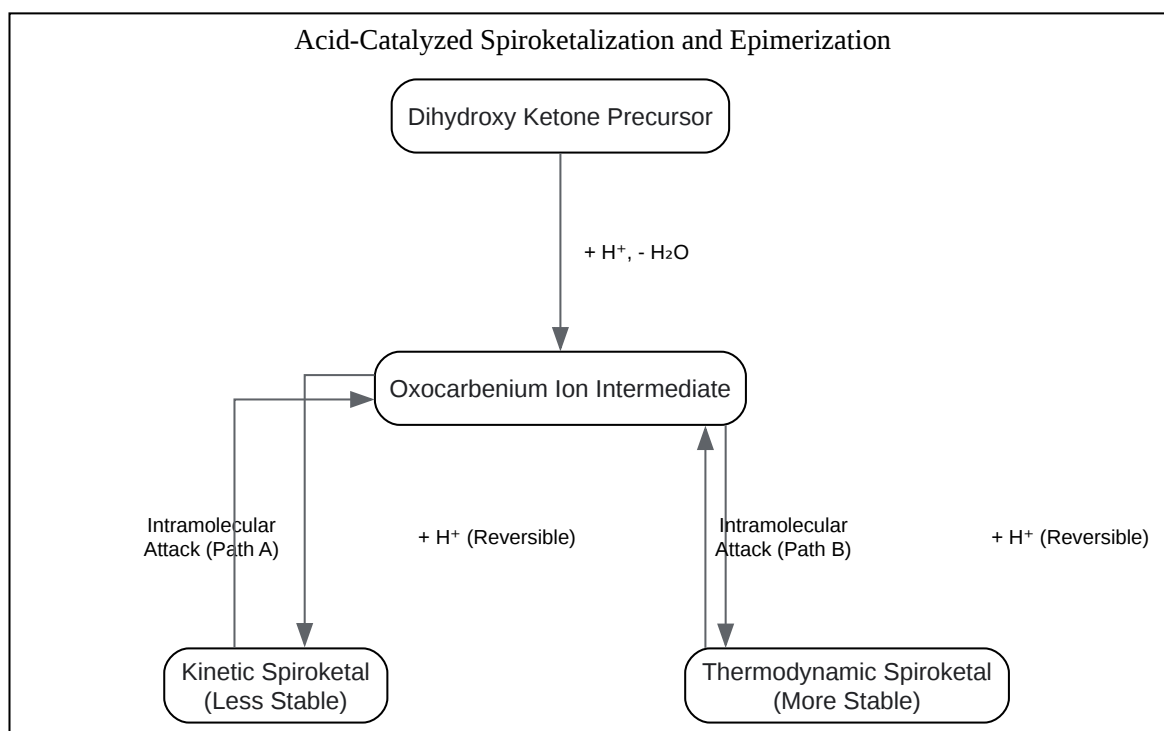 Acid-Catalyzed Spiroketalization and Epimerization
Dihydroxy Ketone Precursor
+ H⁺, - H₂O
Oxocarbenium Ion Intermediate
Intramolecular
Attack (Path A)
+ H⁺ (Reversible)
Intramolecular
Attack (Path B)
+ H⁺ (Reversible)
Kinetic Spiroketal
(Less Stable)
Thermodynamic Spiroketal
(More Stable)